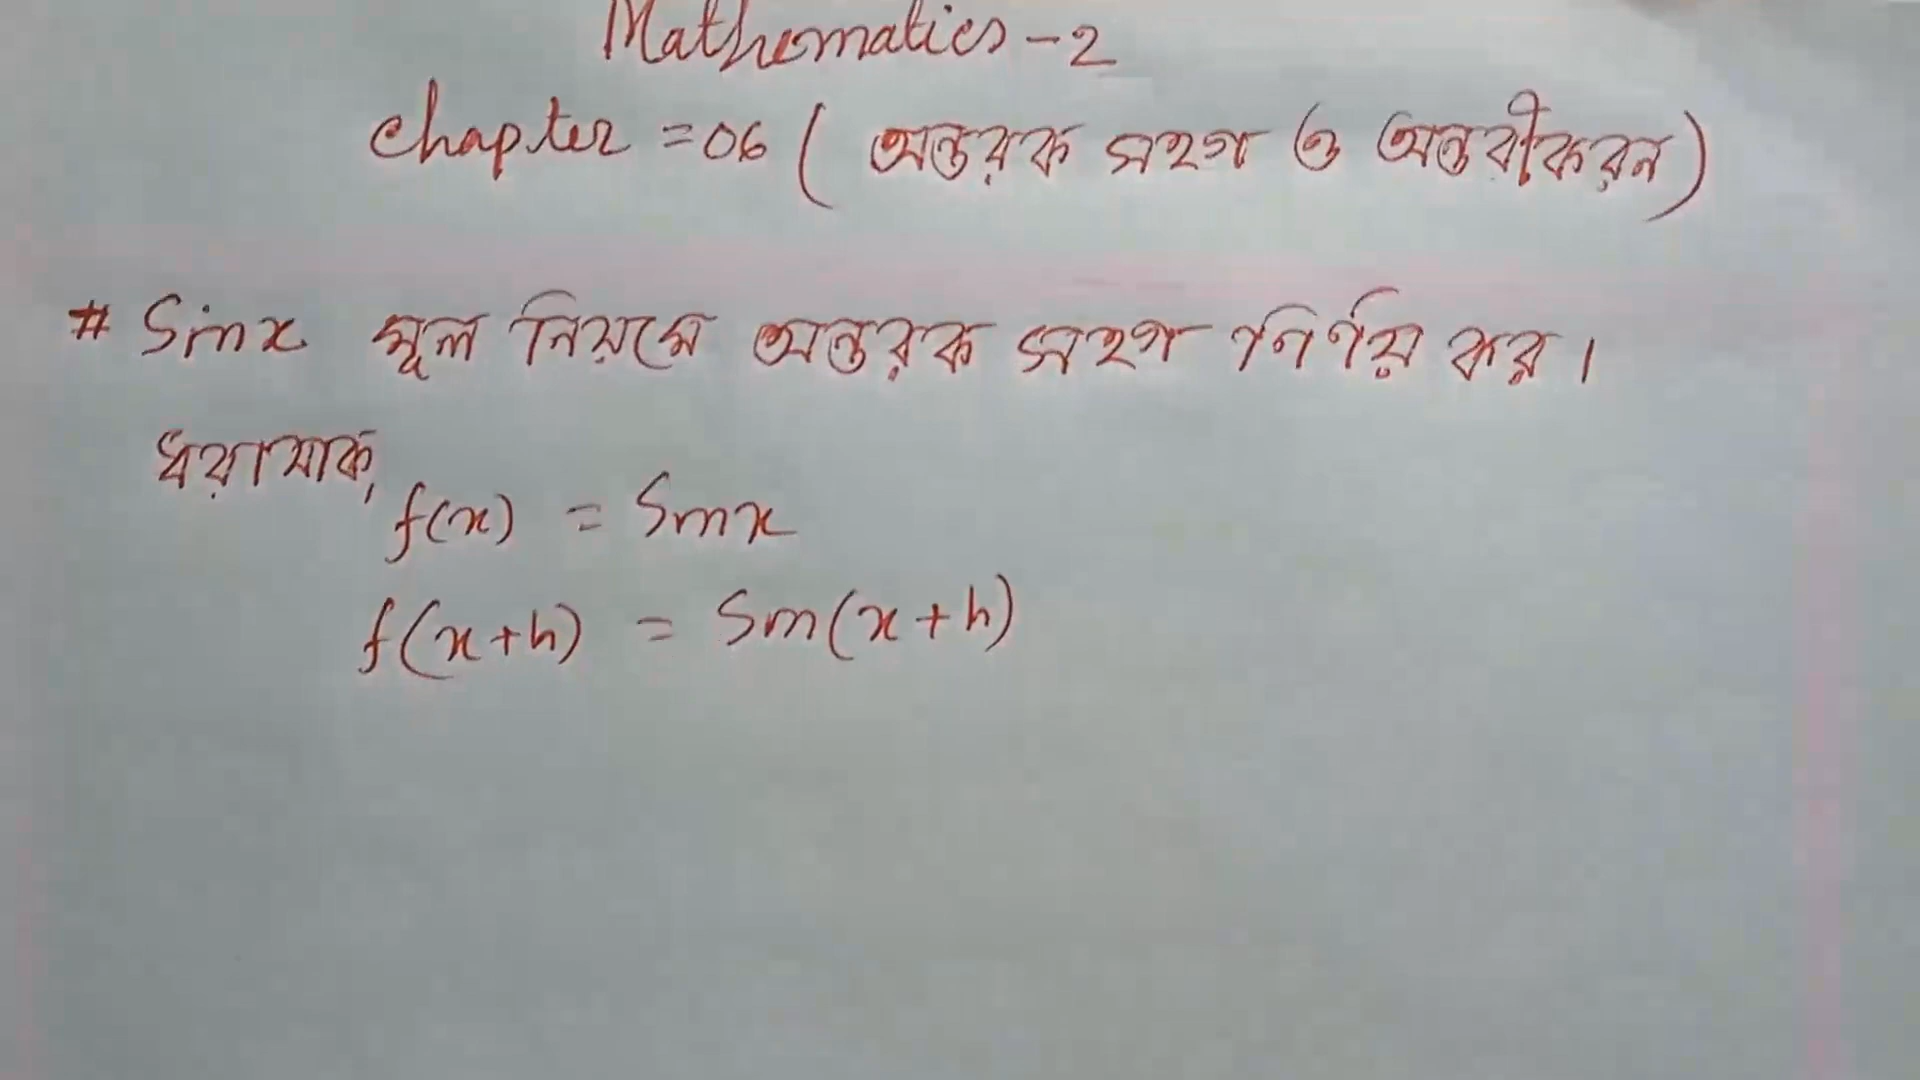 Mathematics - 2
Chapter = 06 ( অন্তরক সহগ ও অন্তরীকরন )
# Sinx মূল নিয়মে অন্তরক সহগ নির্ণয় কর ।
ধরা যাক,
f(x) = Sinx
f(x+h) = Sin(x+h)